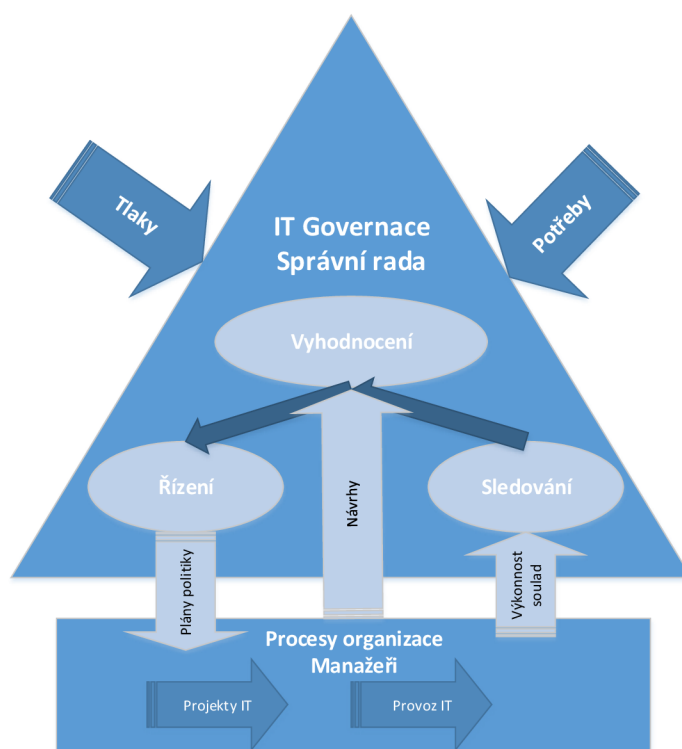 Tlaky
Potřeby
IT Governace
Správní rada
Vyhodnocení
Řízení
Sledování
Návrhy
Plány politiky
Výkonnost
soulad
Procesy organizace
Manažeři
Projekty IT
Provoz IT